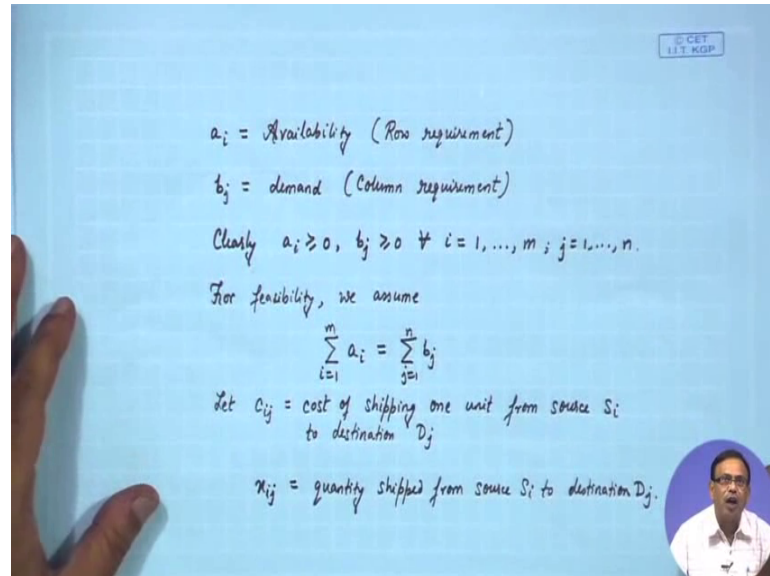 © CET
I.I.T. KGP
aᵢ = Availability (Row requirement)
bⱼ = demand (Column requirement)
Clearly aᵢ ⩾ 0, bⱼ ⩾ 0 ∀ i = 1, ..., m ; j = 1, ..., n.
For feasibility, we assume
m n
Σ aᵢ = Σ bⱼ
i=1 j=1
Let cᵢⱼ = cost of shipping one unit from source Sᵢ
to destination Dⱼ
xᵢⱼ = quantity shipped from source Sᵢ to destination Dⱼ.